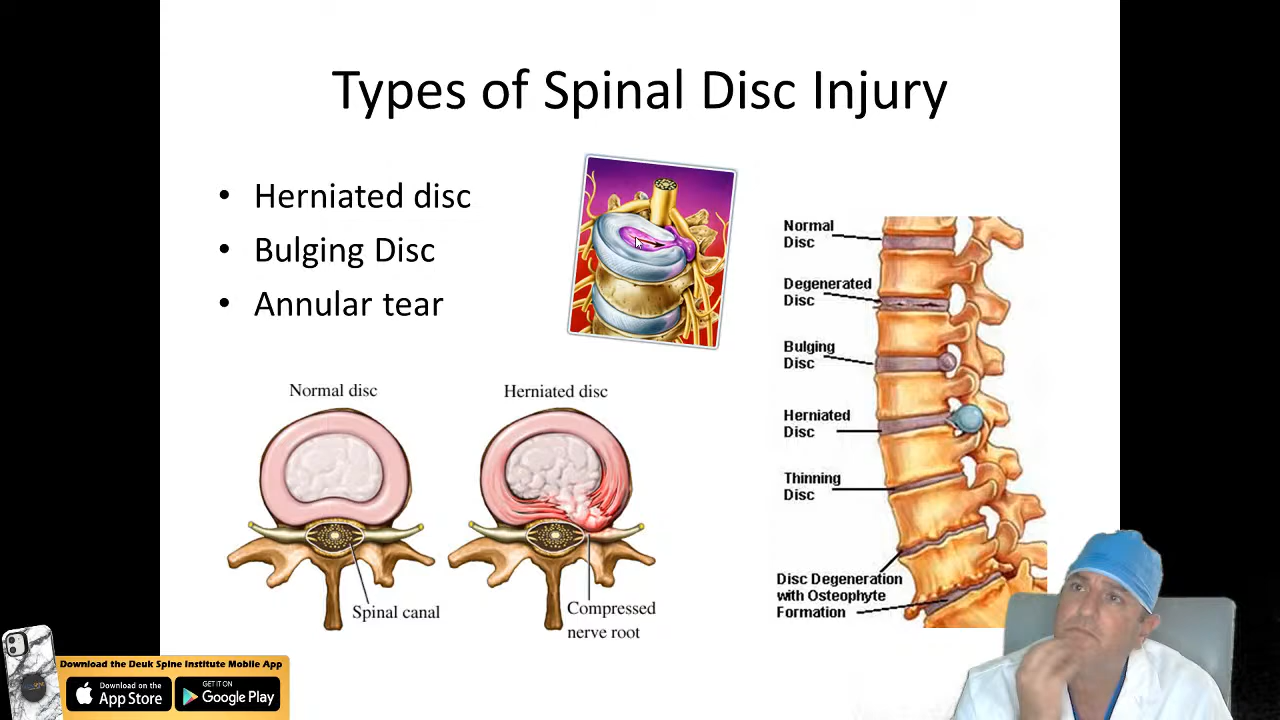 Types of Spinal Disc Injury
• Herniated disc
• Bulging Disc
• Annular tear
Normal disc
Herniated disc
Spinal canal
Compressed
nerve root
Normal
Disc
Degenerated
Disc
Bulging
Disc
Herniated
Disc
Thinning
Disc
Disc Degeneration
with Osteophyte
Formation
Download the Deuk Spine Institute Mobile App
Download on the
App Store
GET IT ON
Google Play